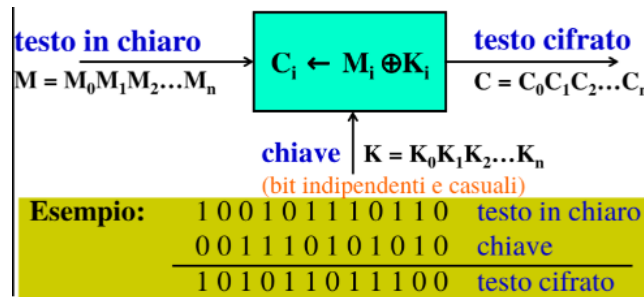 testo in chiaro
M = M₀M₁M₂…Mₙ
Cᵢ ← Mᵢ ⊕Kᵢ
testo cifrato
C = C₀C₁C₂…Cₙ
chiave K = K₀K₁K₂…Kₙ
(bit indipendenti e casuali)
Esempio: 1 0 0 1 0 1 1 1 0 1 1 0 testo in chiaro
0 0 1 1 1 0 1 0 1 0 1 0 chiave
1 0 1 0 1 1 0 1 1 1 0 0 testo cifrato